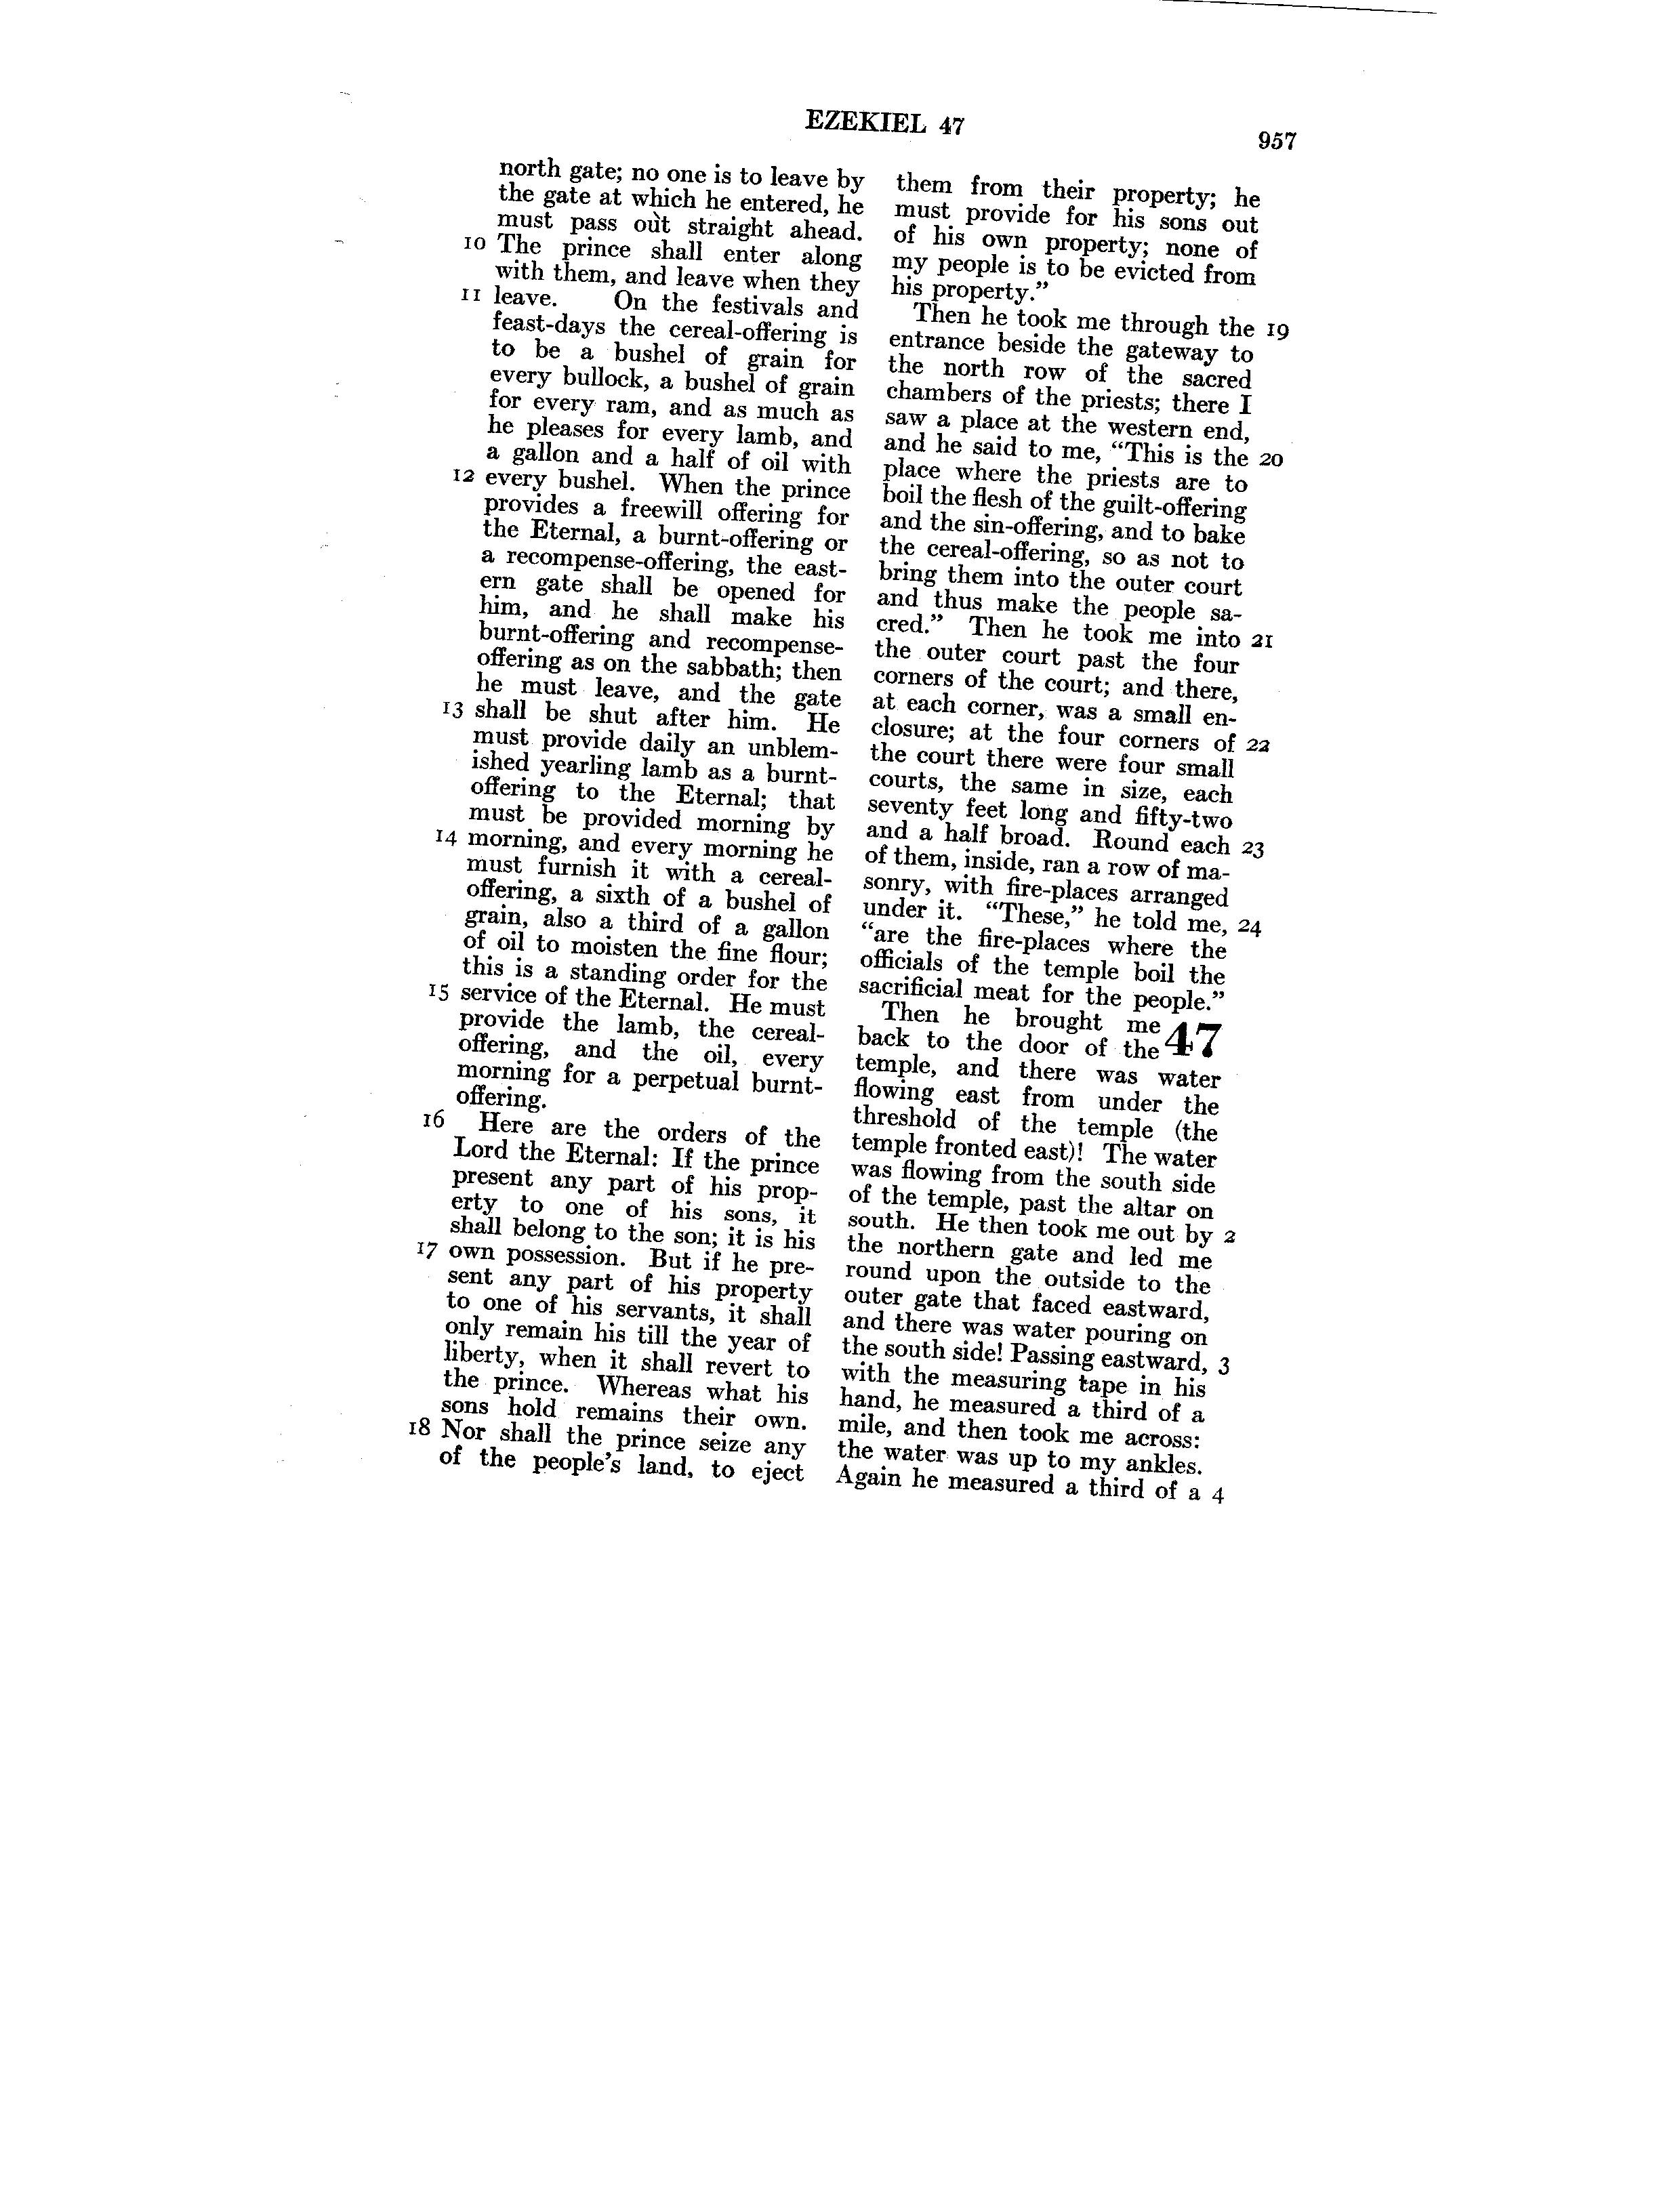 EZEKIEL 47
957
north gate; no one is to leave by
the gate at which he entered, he
must pass out straight ahead.
10 The prince shall enter along
with them, and leave when they
11 leave. On the festivals and
feast-days the cereal-offering is
to be a bushel of grain for
every bullock, a bushel of grain
for every ram, and as much as
he pleases for every lamb, and
a gallon and a half of oil with
12 every bushel. When the prince
provides a freewill offering for
the Eternal, a burnt-offering or
a recompense-offering, the east-
ern gate shall be opened for
him, and he shall make his
burnt-offering and recompense-
offering as on the sabbath; then
he must leave, and the gate
13 shall be shut after him. He
must provide daily an unblem-
ished yearling lamb as a burnt-
offering to the Eternal; that
must be provided morning by
14 morning, and every morning he
must furnish it with a cereal-
offering, a sixth of a bushel of
grain, also a third of a gallon
of oil to moisten the fine flour;
this is a standing order for the
15 service of the Eternal. He must
provide the lamb, the cereal-
offering, and the oil, every
morning for a perpetual burnt-
offering.
16 Here are the orders of the
Lord the Eternal: If the prince
present any part of his prop-
erty to one of his sons, it
shall belong to the son; it is his
17 own possession. But if he pre-
sent any part of his property
to one of his servants, it shall
only remain his till the year of
liberty, when it shall revert to
the prince. Whereas what his
sons hold remains their own.
18 Nor shall the prince seize any
of the people's land, to eject
them from their property; he
must provide for his sons out
of his own property; none of
my people is to be evicted from
his property.”
Then he took me through the 19
entrance beside the gateway to
the north row of the sacred
chambers of the priests; there I
saw a place at the western end,
and he said to me, “This is the 20
place where the priests are to
boil the flesh of the guilt-offering
and the sin-offering, and to bake
the cereal-offering, so as not to
bring them into the outer court
and thus make the people sa-
cred.” Then he took me into 21
the outer court past the four
corners of the court; and there,
at each corner, was a small en-
closure; at the four corners of 22
the court there were four small
courts, the same in size, each
seventy feet long and fifty-two
and a half broad. Round each 23
of them, inside, ran a row of ma-
sonry, with fire-places arranged
under it. “These,” he told me, 24
“are the fire-places where the
officials of the temple boil the
sacrificial meat for the people.”
Then he brought me 47
back to the door of the
temple, and there was water
flowing east from under the
threshold of the temple (the
temple fronted east)! The water
was flowing from the south side
of the temple, past the altar on
south. He then took me out by 2
the northern gate and led me
round upon the outside to the
outer gate that faced eastward,
and there was water pouring on
the south side! Passing eastward, 3
with the measuring tape in his
hand, he measured a third of a
mile, and then took me across:
the water was up to my ankles.
Again he measured a third of a 4